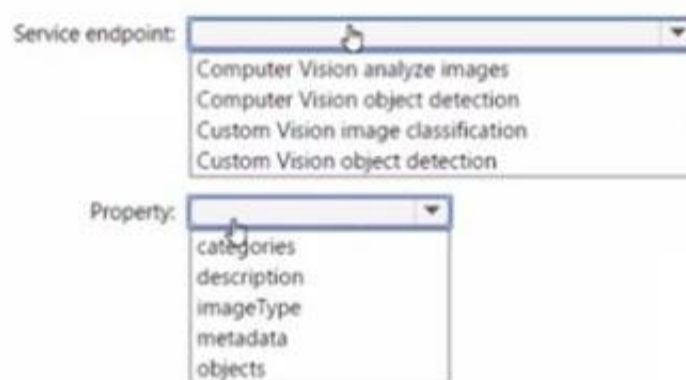 Service endpoint:
Computer Vision analyze images
Computer Vision object detection
Custom Vision image classification
Custom Vision object detection
Property:
categories
description
imageType
metadata
objects